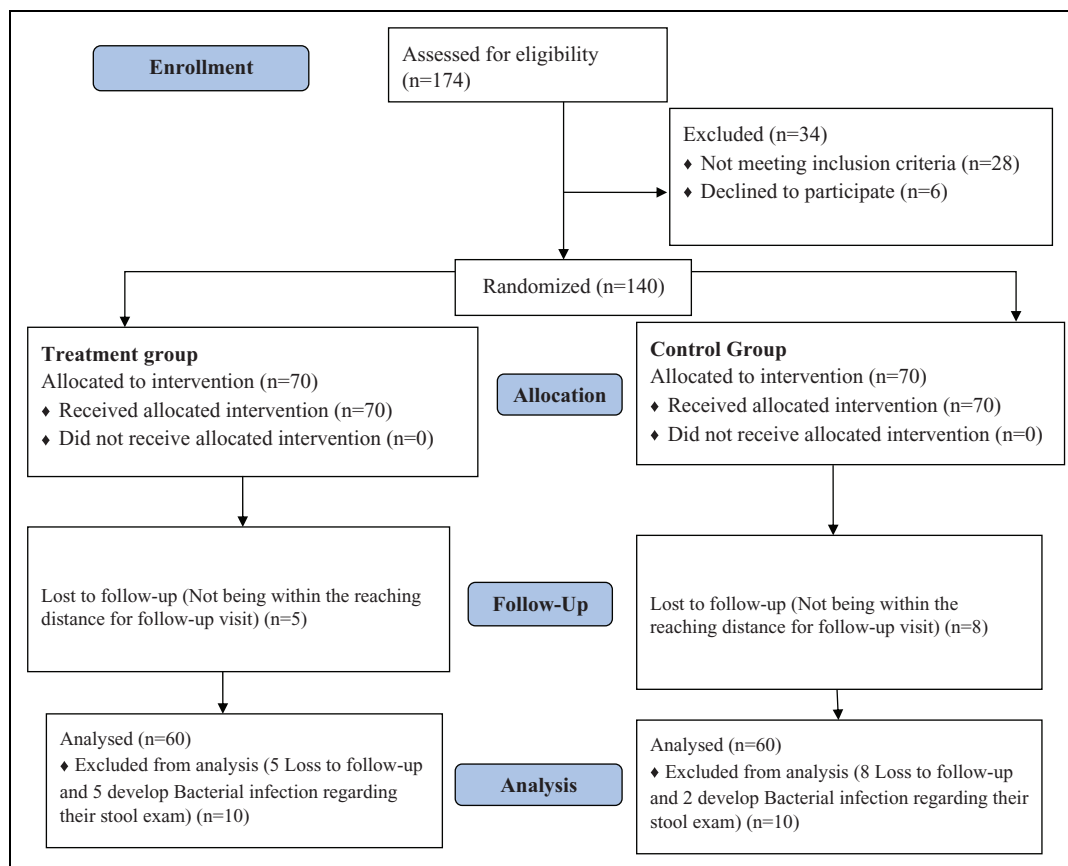 Enrollment
Assessed for eligibility
(n=174)
Excluded (n=34)
♦ Not meeting inclusion criteria (n=28)
♦ Declined to participate (n=6)
Randomized (n=140)
Treatment group
Allocated to intervention (n=70)
♦ Received allocated intervention (n=70)
♦ Did not receive allocated intervention (n=0)
Allocation
Control Group
Allocated to intervention (n=70)
♦ Received allocated intervention (n=70)
♦ Did not receive allocated intervention (n=0)
Lost to follow-up (Not being within the reaching
distance for follow-up visit) (n=5)
Follow-Up
Lost to follow-up (Not being within the
reaching distance for follow-up visit) (n=8)
Analysed (n=60)
♦ Excluded from analysis (5 Loss to follow-up
and 5 develop Bacterial infection regarding
their stool exam) (n=10)
Analysis
Analysed (n=60)
♦ Excluded from analysis (8 Loss to follow-up
and 2 develop Bacterial infection regarding their
stool exam) (n=10)